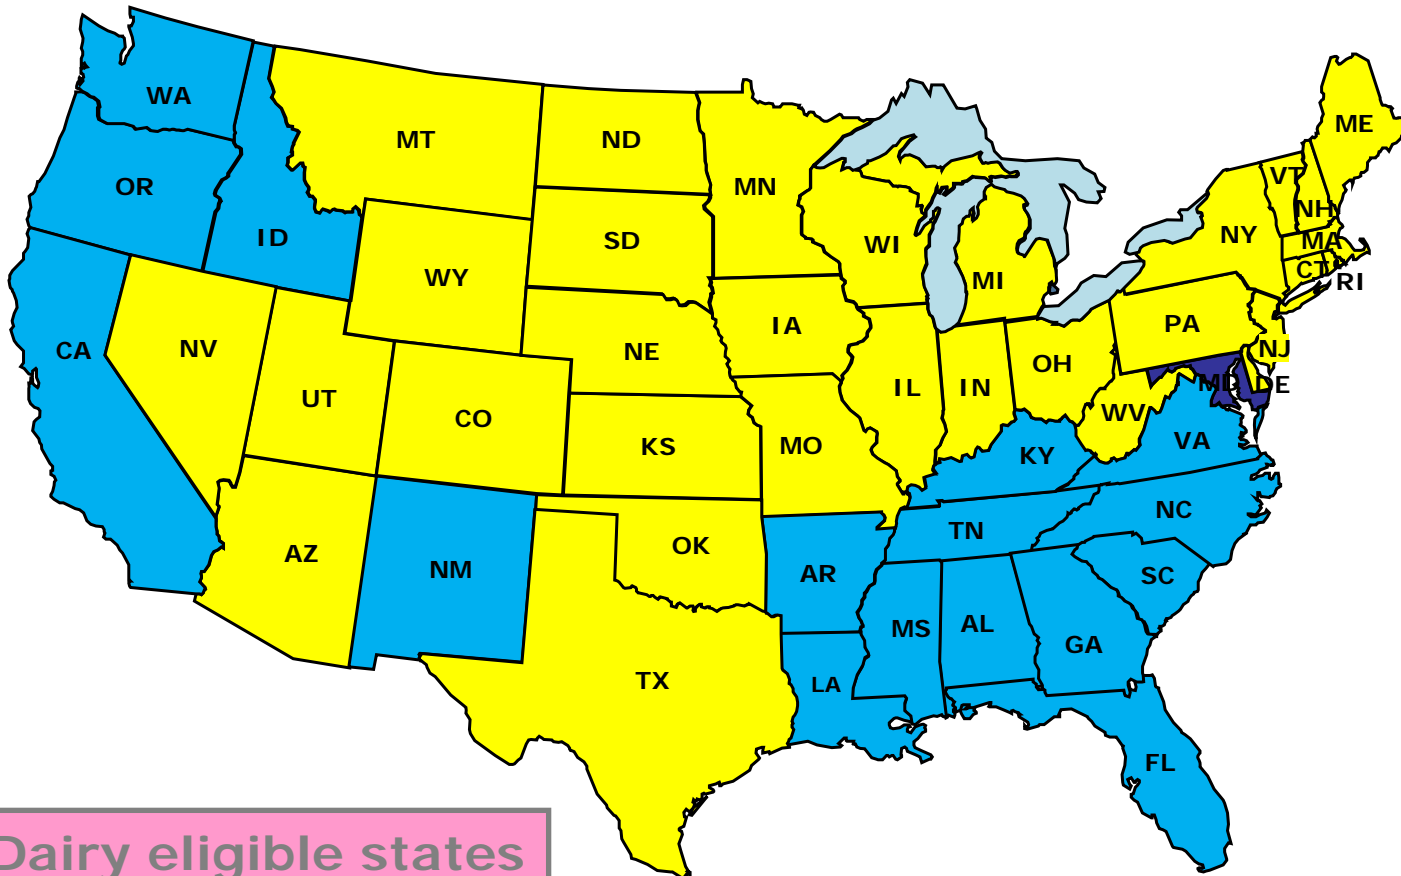 WA
MT
ND
MN
ME
OR
ID
SD
WI
MI
NY
VT
NH
MA
CT
RI
WY
IA
NE
PA
NJ
CA
NV
UT
CO
KS
MO
IL
IN
OH
WV
MD
DE
KY
VA
AZ
NM
OK
AR
TN
NC
SC
TX
LA
MS
AL
GA
FL
Dairy eligible states